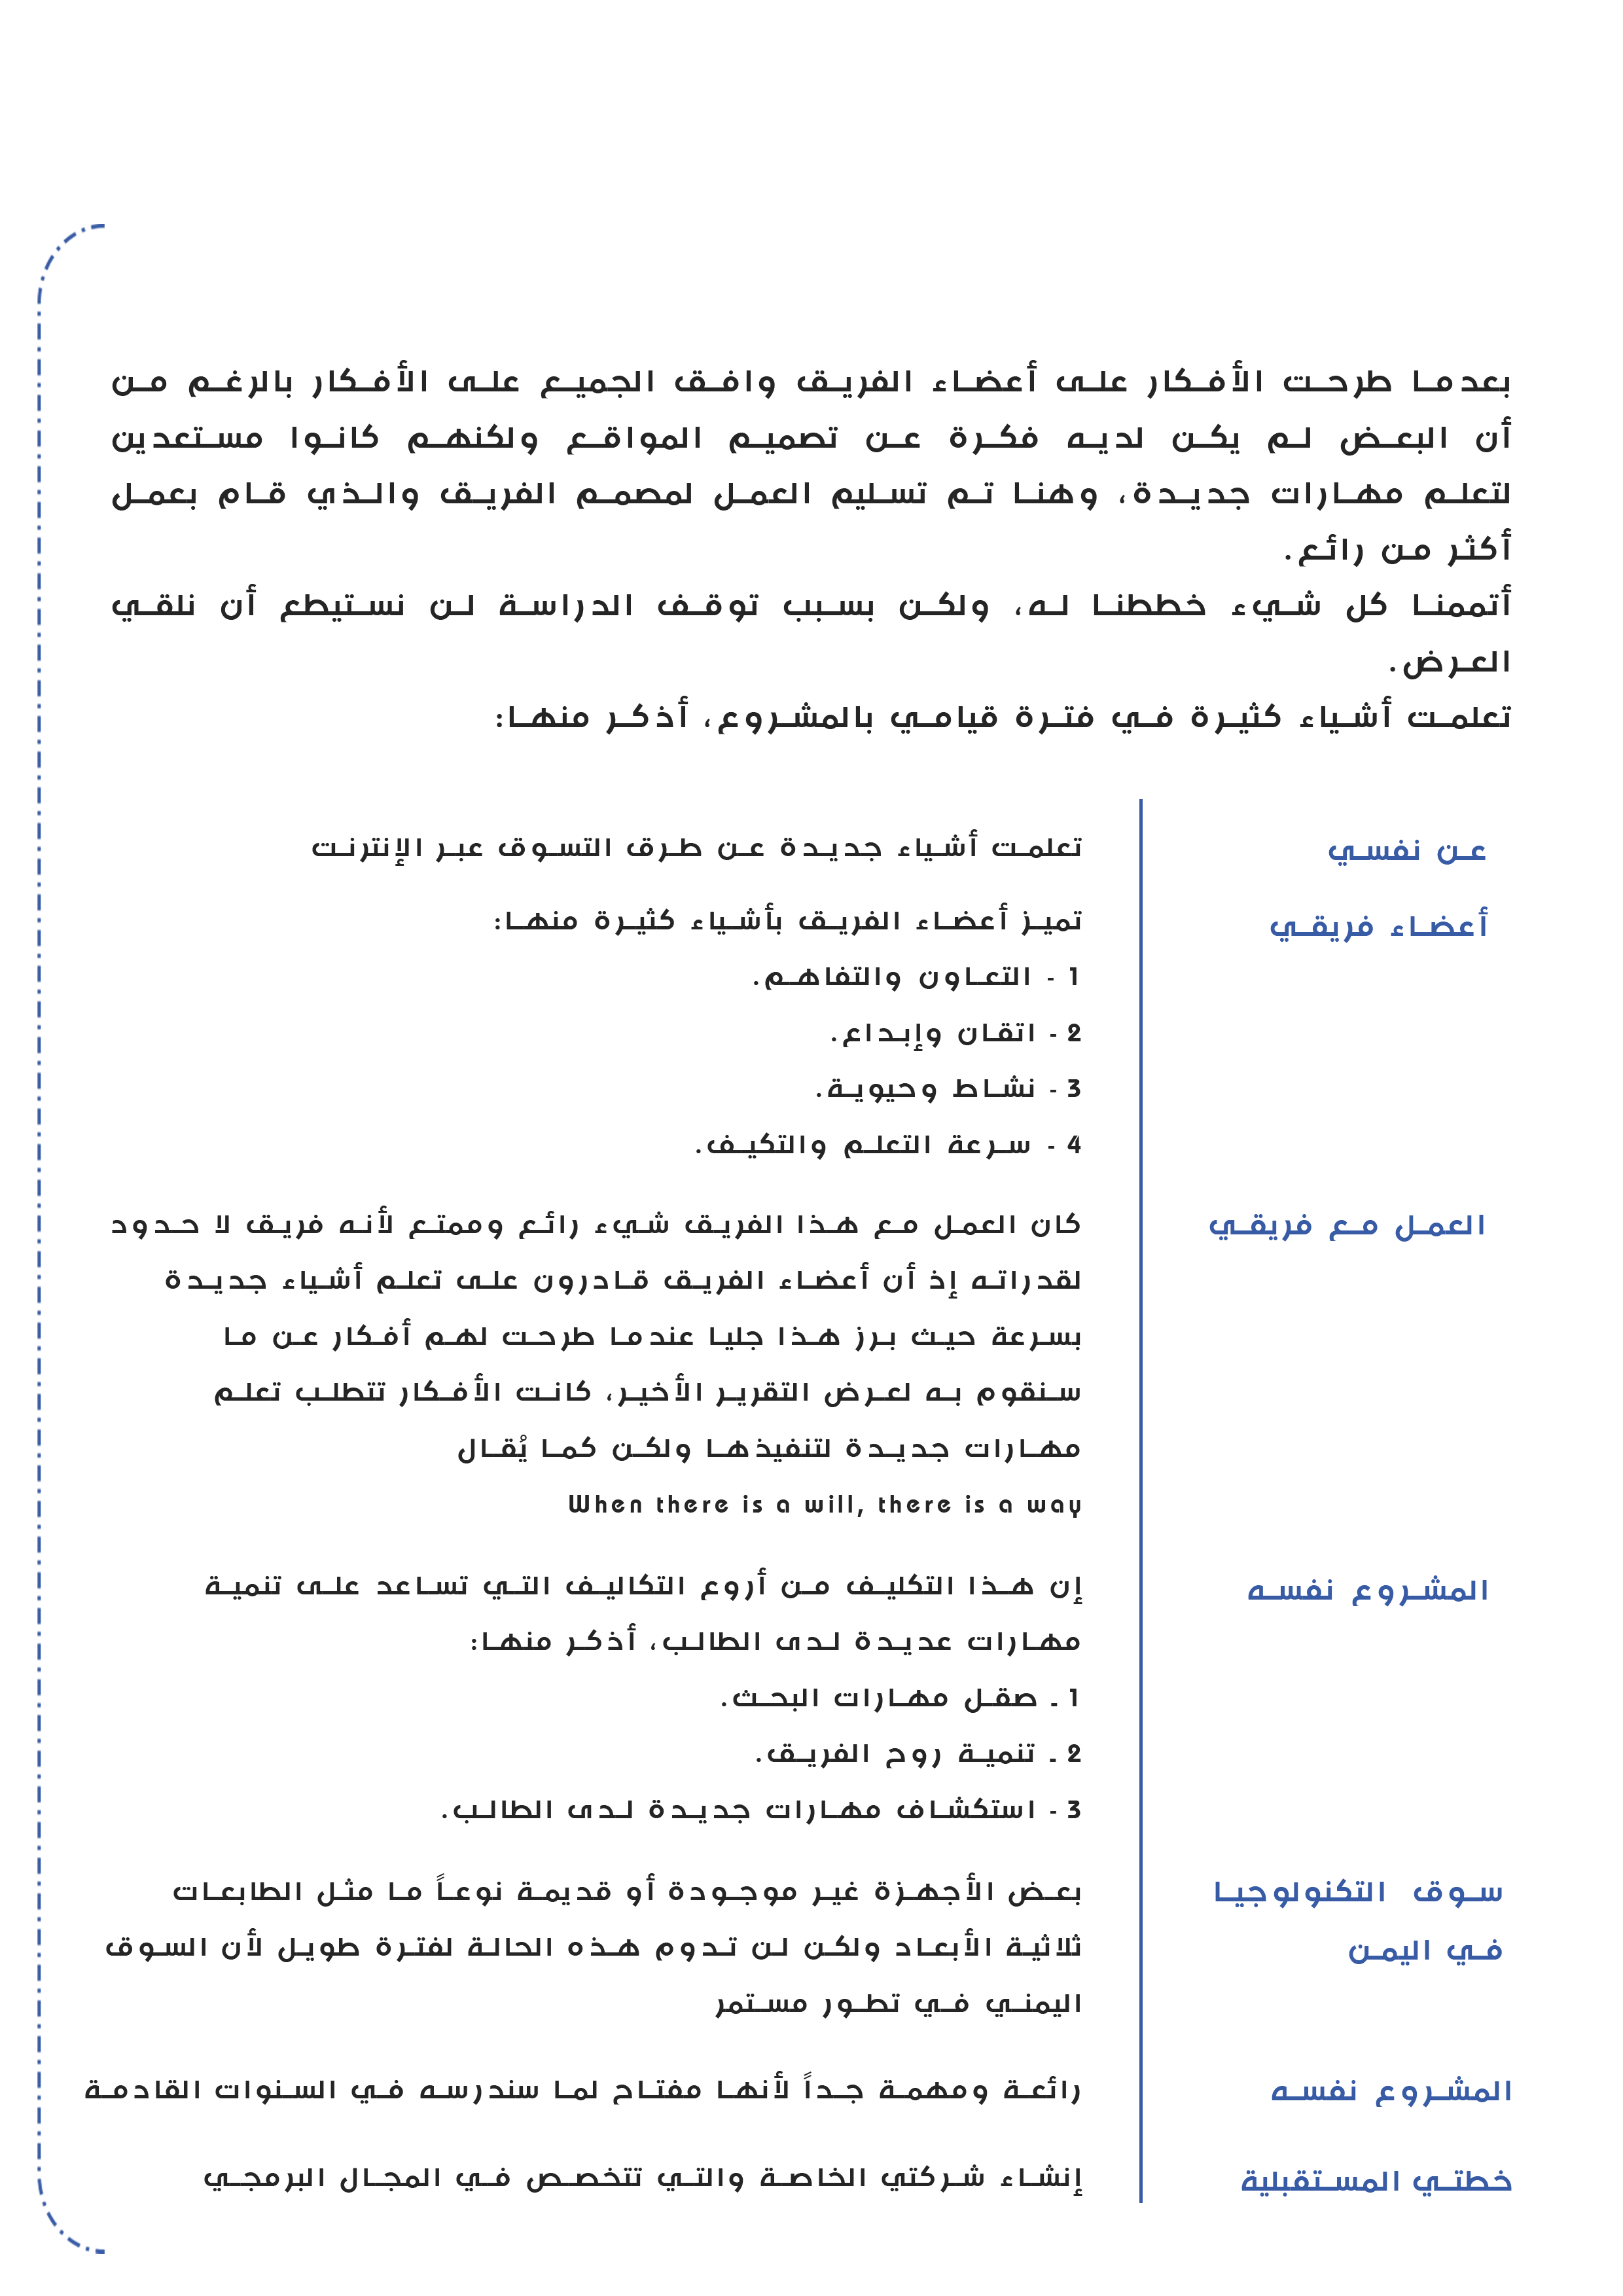 بعدما طرحت الأفكار على أعضاء الفريق وافق الجميع على الأفكار بالرغم من
أن البعض لم يكن لديه فكرة عن تصميم المواقع ولكنهم كانوا مستعدين
لتعلم مهارات جديدة، وهنا تم تسليم العمل لمصمم الفريق والذي قام بعمل
أكثر من رائع.
أتممنا كل شيء خططنا له، ولكن بسبب توقف الدراسة لن نستيطع أن نلقي
العرض.
تعلمت أشياء كثيرة في فترة قيامي بالمشروع، أذكر منها:
عن نفسي
تعلمت أشياء جديدة عن طرق التسوق عبر الإنترنت
أعضاء فريقي
تميز أعضاء الفريق بأشياء كثيرة منها:
1 - التعاون والتفاهم.
2 - اتقان وإبداع.
3 - نشاط وحيوية.
4 - سرعة التعلم والتكيف.
العمل مع فريقي
كان العمل مع هذا الفريق شيء رائع وممتع لأنه فريق لا حدود
لقدراته إذ أن أعضاء الفريق قادرون على تعلم أشياء جديدة
بسرعة حيث برز هذا جليا عندما طرحت لهم أفكار عن ما
سنقوم به لعرض التقرير الأخير، كانت الأفكار تتطلب تعلم
مهارات جديدة لتنفيذها ولكن كما يُقال
When there is a will, there is a way
المشروع نفسه
إن هذا التكليف من أروع التكاليف التي تساعد على تنمية
مهارات عديدة لدى الطالب، أذكر منها:
1 - صقل مهارات البحث.
2 - تنمية روح الفريق.
3 - استكشاف مهارات جديدة لدى الطالب.
سوق التكنولوجيا
في اليمن
بعض الأجهزة غير موجودة أو قديمة نوعاً ما مثل الطابعات
ثلاثية الأبعاد ولكن لن تدوم هذه الحالة لفترة طويل لأن السوق
اليمني في تطور مستمر
المشروع نفسه
رائعة ومهمة جداً لأنها مفتاح لما سندرسه في السنوات القادمة
خطتي المستقبلية
إنشاء شركتي الخاصة والتي تتخصص في المجال البرمجي